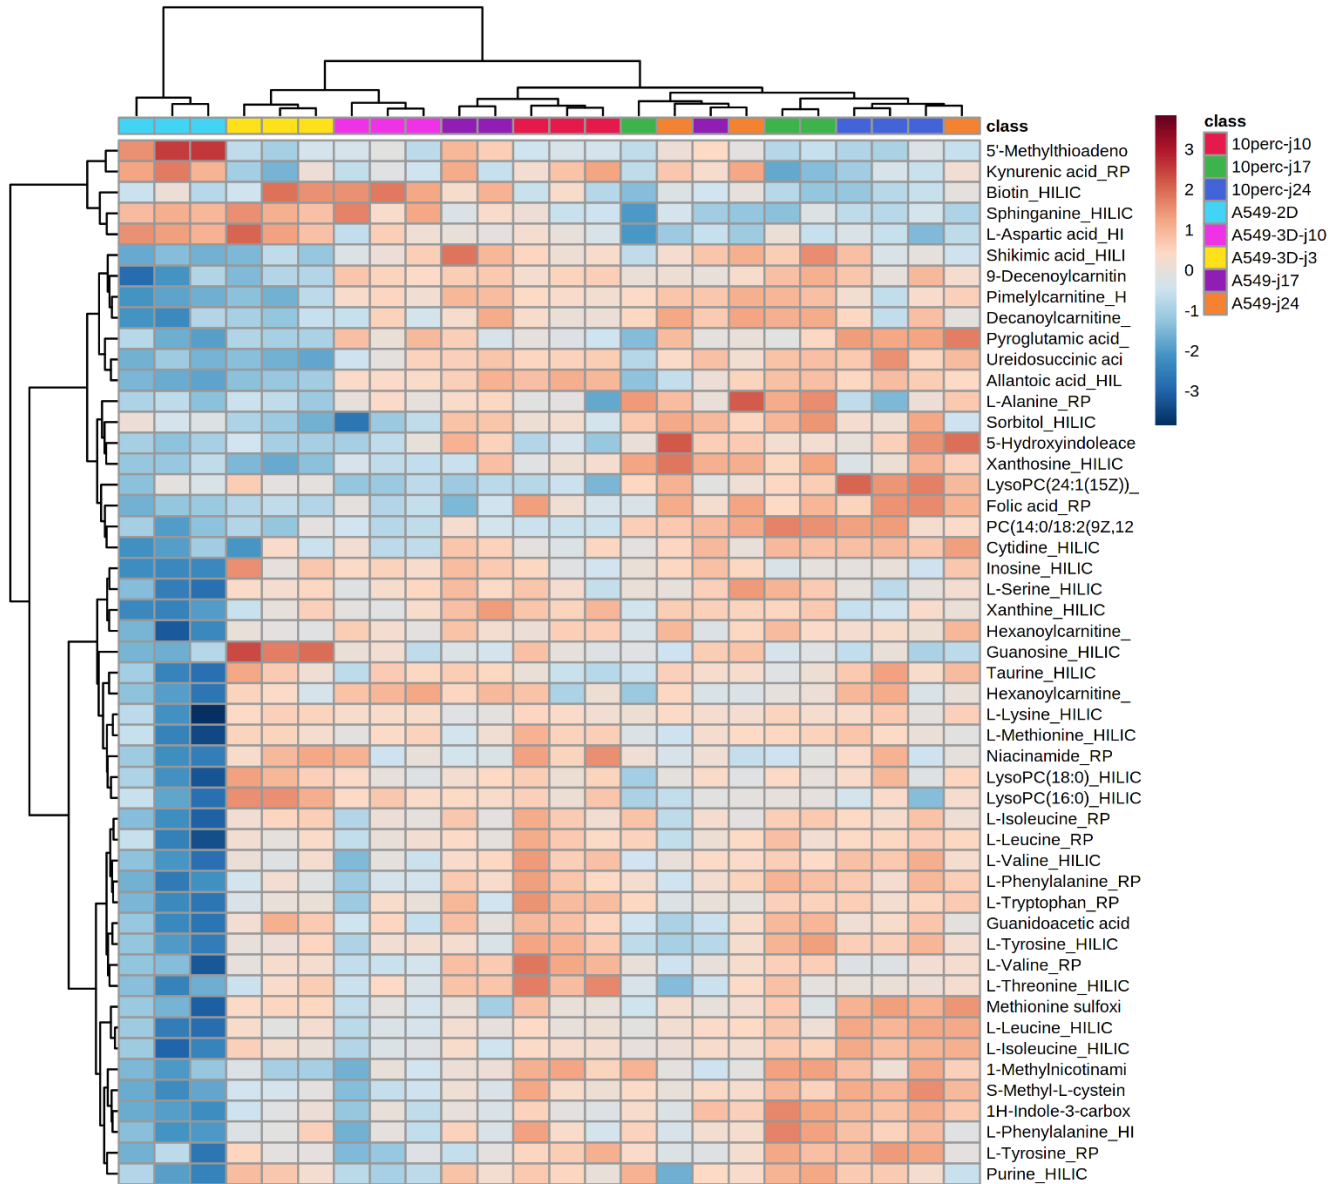 class
5'-Methylthioadeno
Kynurenic acid_RP
Biotin_HILIC
Sphinganine_HILIC
L-Aspartic acid_HI
Shikimic acid_HILI
9-Decenoylcarnitin
Pimelylcarnitine_H
Decanoylcarnitine_
Pyroglutamic acid_
Ureidosuccinic aci
Allantoic acid_HIL
L-Alanine_RP
Sorbitol_HILIC
5-Hydroxyindoleace
Xanthosine_HILIC
LysoPC(24:1(15Z))_
Folic acid_RP
PC(14:0/18:2(9Z,12
Cytidine_HILIC
Inosine_HILIC
L-Serine_HILIC
Xanthine_HILIC
Hexanoylcarnitine_
Guanosine_HILIC
Taurine_HILIC
Hexanoylcarnitine_
L-Lysine_HILIC
L-Methionine_HILIC
Niacinamide_RP
LysoPC(18:0)_HILIC
LysoPC(16:0)_HILIC
L-Isoleucine_RP
L-Leucine_RP
L-Valine_HILIC
L-Phenylalanine_RP
L-Tryptophan_RP
Guanidoacetic acid
L-Tyrosine_HILIC
L-Valine_RP
L-Threonine_HILIC
Methionine sulfoxi
L-Leucine_HILIC
L-Isoleucine_HILIC
1-Methylnicotinami
S-Methyl-L-cystein
1H-Indole-3-carbox
L-Phenylalanine_HI
L-Tyrosine_RP
Purine_HILIC
3
2
1
0
-1
-2
-3
class
10perc-j10
10perc-j17
10perc-j24
A549-2D
A549-3D-j10
A549-3D-j3
A549-j17
A549-j24